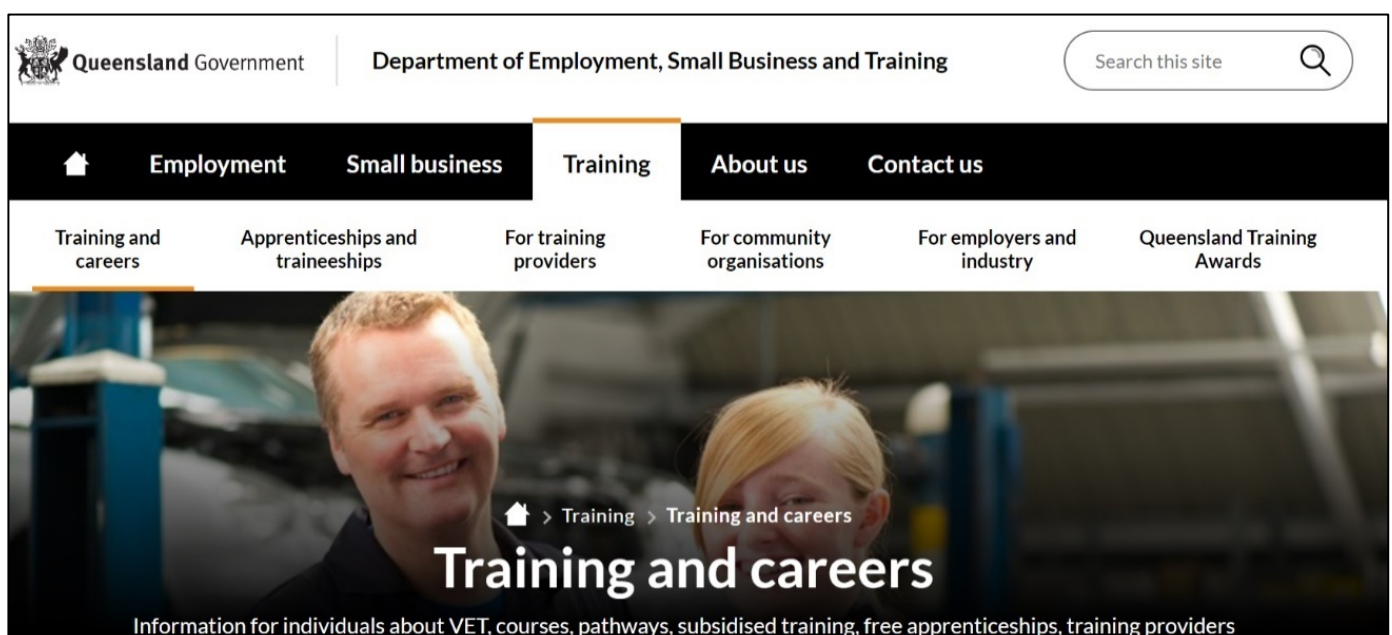 Queensland Government
Department of Employment, Small Business and Training
Search this site
Employment
Small business
Training
About us
Contact us
Training and
careers
Apprenticeships and
traineeships
For training
providers
For community
organisations
For employers and
industry
Queensland Training
Awards
> Training > Training and careers
Training and careers
Information for individuals about VET, courses, pathways, subsidised training, free apprenticeships, training providers